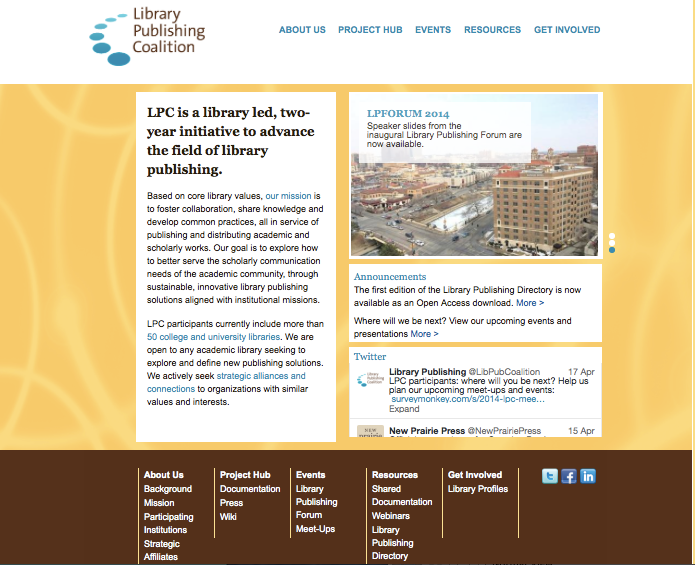 Library
Publishing
Coalition
ABOUT US PROJECT HUB EVENTS RESOURCES GET INVOLVED
LPC is a library led, two-
year initiative to advance
the field of library
publishing.
Based on core library values, our mission is
to foster collaboration, share knowledge and
develop common practices, all in service of
publishing and distributing academic and
scholarly works. Our goal is to explore how
to better serve the scholarly communication
needs of the academic community, through
sustainable, innovative library publishing
solutions aligned with institutional missions.
LPC participants currently include more than
50 college and university libraries. We are
open to any academic library seeking to
explore and define new publishing solutions.
We actively seek strategic alliances and
connections to organizations with similar
values and interests.
LPFORUM 2014
Speaker slides from the
inaugural Library Publishing Forum are
now available.
Announcements
The first edition of the Library Publishing Directory is now
available as an Open Access download. More >
Where will we be next? View our upcoming events and
presentations More >
Twitter
Library Publishing @LibPubCoalition 17 Apr
LPC participants: where will you be next? Help us
plan our upcoming meet-ups and events:
surveymonkey.com/s/2014-lpc-mee...
Expand
New Prairie Press @NewPrairiePress 15 Apr
About Us
Background
Mission
Participating
Institutions
Strategic
Affiliates
Project Hub
Documentation
Press
Wiki
Events
Library
Publishing
Forum
Meet-Ups
Resources
Shared
Documentation
Webinars
Library
Publishing
Directory
Get Involved
Library Profiles